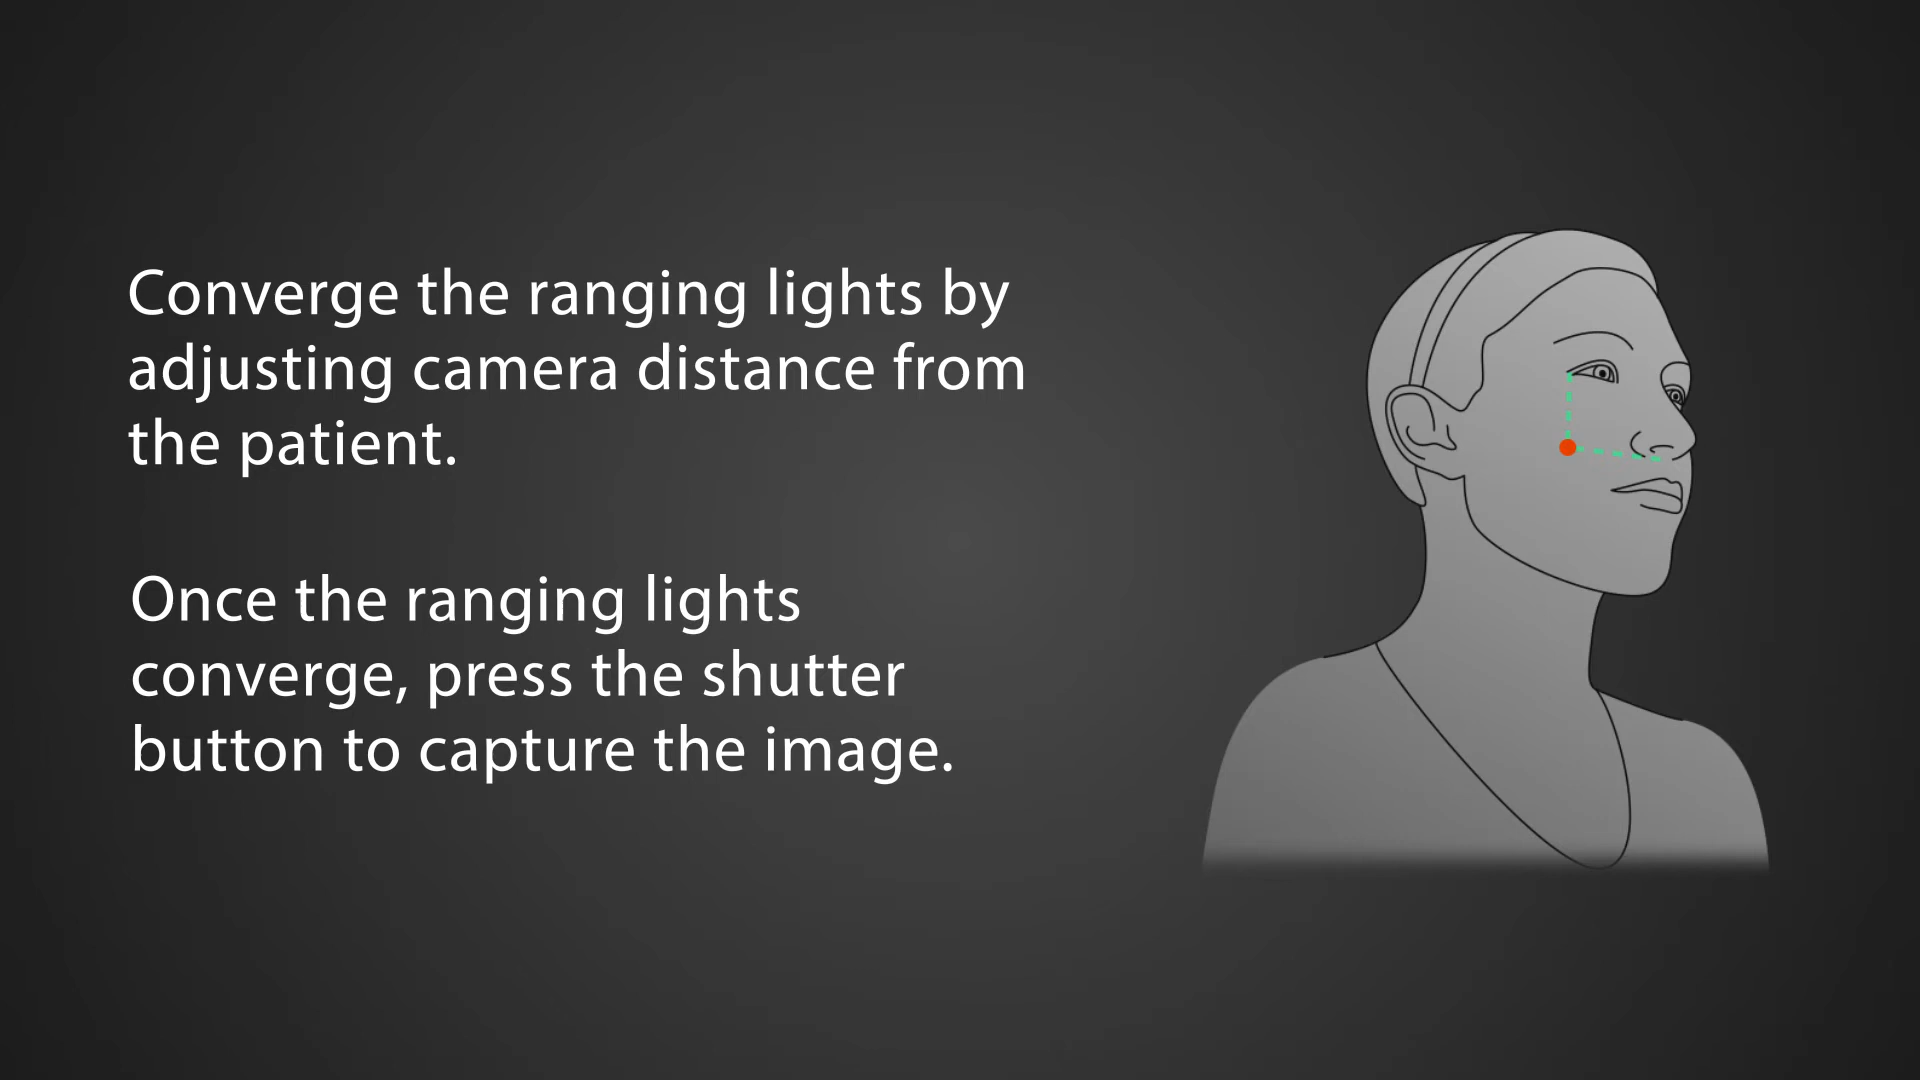 Converge the ranging lights by
adjusting camera distance from
the patient.
Once the ranging lights
converge, press the shutter
button to capture the image.